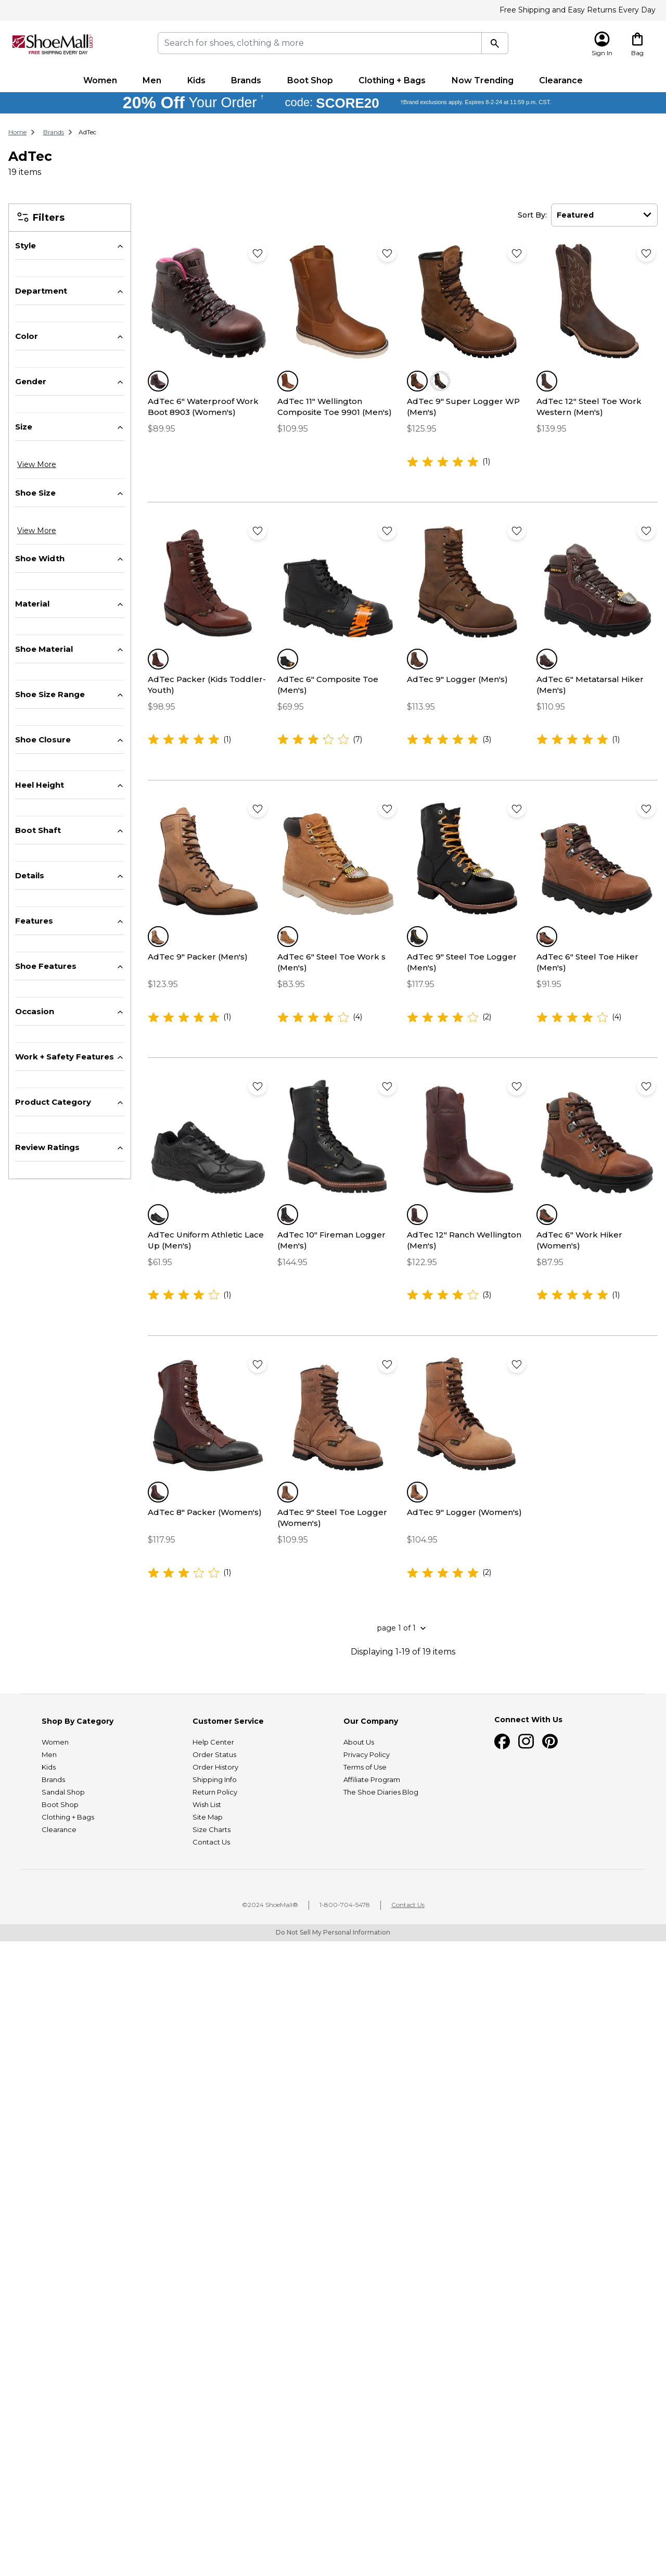 Free Shipping and Easy Returns Every Day
ShoeMall.com
FREE SHIPPING EVERY DAY
Search for shoes, clothing & more
Sign In
Bag
Women
Men
Kids
Brands
Boot Shop
Clothing + Bags
Now Trending
Clearance
20% Off Your Order † code: SCORE20 †Brand exclusions apply. Expires 8-2-24 at 11:59 p.m. CST.
Home > Brands > AdTec
AdTec
19 items
Filters
Style
Department
Color
Gender
Size
View More
Shoe Size
View More
Shoe Width
Material
Shoe Material
Shoe Size Range
Shoe Closure
Heel Height
Boot Shaft
Details
Features
Shoe Features
Occasion
Work + Safety Features
Product Category
Review Ratings
Sort By: Featured
AdTec 6" Waterproof Work
Boot 8903 (Women's)
$89.95
AdTec 11" Wellington
Composite Toe 9901 (Men's)
$109.95
AdTec 9" Super Logger WP
(Men's)
$125.95
(1)
AdTec 12" Steel Toe Work
Western (Men's)
$139.95
AdTec Packer (Kids Toddler-
Youth)
$98.95
(1)
AdTec 6" Composite Toe
(Men's)
$69.95
(7)
AdTec 9" Logger (Men's)
$113.95
(3)
AdTec 6" Metatarsal Hiker
(Men's)
$110.95
(1)
AdTec 9" Packer (Men's)
$123.95
(1)
AdTec 6" Steel Toe Work s
(Men's)
$83.95
(4)
AdTec 9" Steel Toe Logger
(Men's)
$117.95
(2)
AdTec 6" Steel Toe Hiker
(Men's)
$91.95
(4)
AdTec Uniform Athletic Lace
Up (Men's)
$61.95
(1)
AdTec 10" Fireman Logger
(Men's)
$144.95
AdTec 12" Ranch Wellington
(Men's)
$122.95
(3)
AdTec 6" Work Hiker
(Women's)
$87.95
(1)
AdTec 8" Packer (Women's)
$117.95
(1)
AdTec 9" Steel Toe Logger
(Women's)
$109.95
AdTec 9" Logger (Women's)
$104.95
(2)
page 1 of 1
Displaying 1-19 of 19 items
Shop By Category
Women
Men
Kids
Brands
Sandal Shop
Boot Shop
Clothing + Bags
Clearance
Customer Service
Help Center
Order Status
Order History
Shipping Info
Return Policy
Wish List
Site Map
Size Charts
Contact Us
Our Company
About Us
Privacy Policy
Terms of Use
Affiliate Program
The Shoe Diaries Blog
Connect With Us
©2024 ShoeMall® | 1-800-704-5478 | Contact Us
Do Not Sell My Personal Information